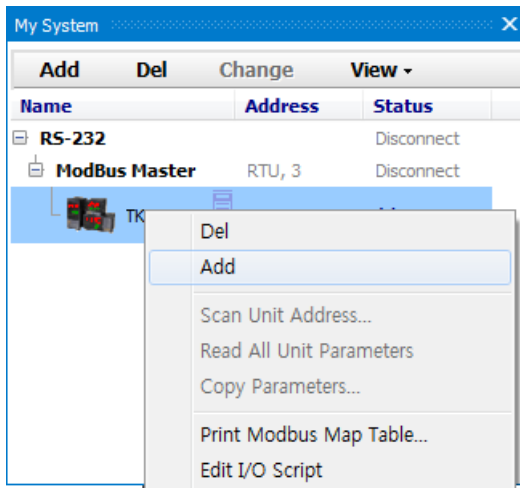 My System
Add Del Change View
Name Address Status
RS-232 Disconnect
ModBus Master RTU, 3 Disconnect
TK
Del
Add
Scan Unit Address...
Read All Unit Parameters
Copy Parameters...
Print Modbus Map Table...
Edit I/O Script